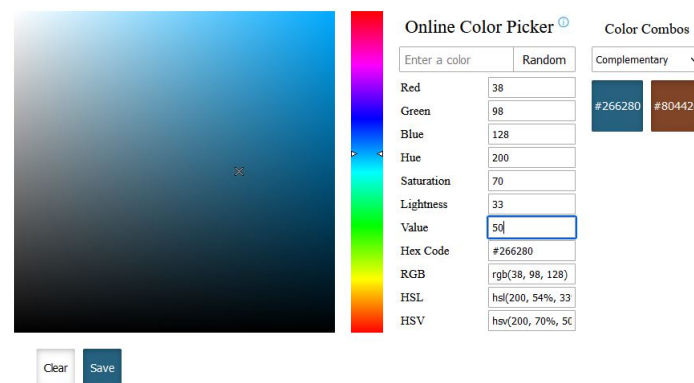 Online Color Picker ⓘ
Enter a color Random
Red 38
Green 98
Blue 128
Hue 200
Saturation 70
Lightness 33
Value 50
Hex Code #266280
RGB rgb(38, 98, 128)
HSL hsl(200, 54%, 33
HSV hsv(200, 70%, 50
Color Combos
Complementary
#266280 #80442
Clear Save